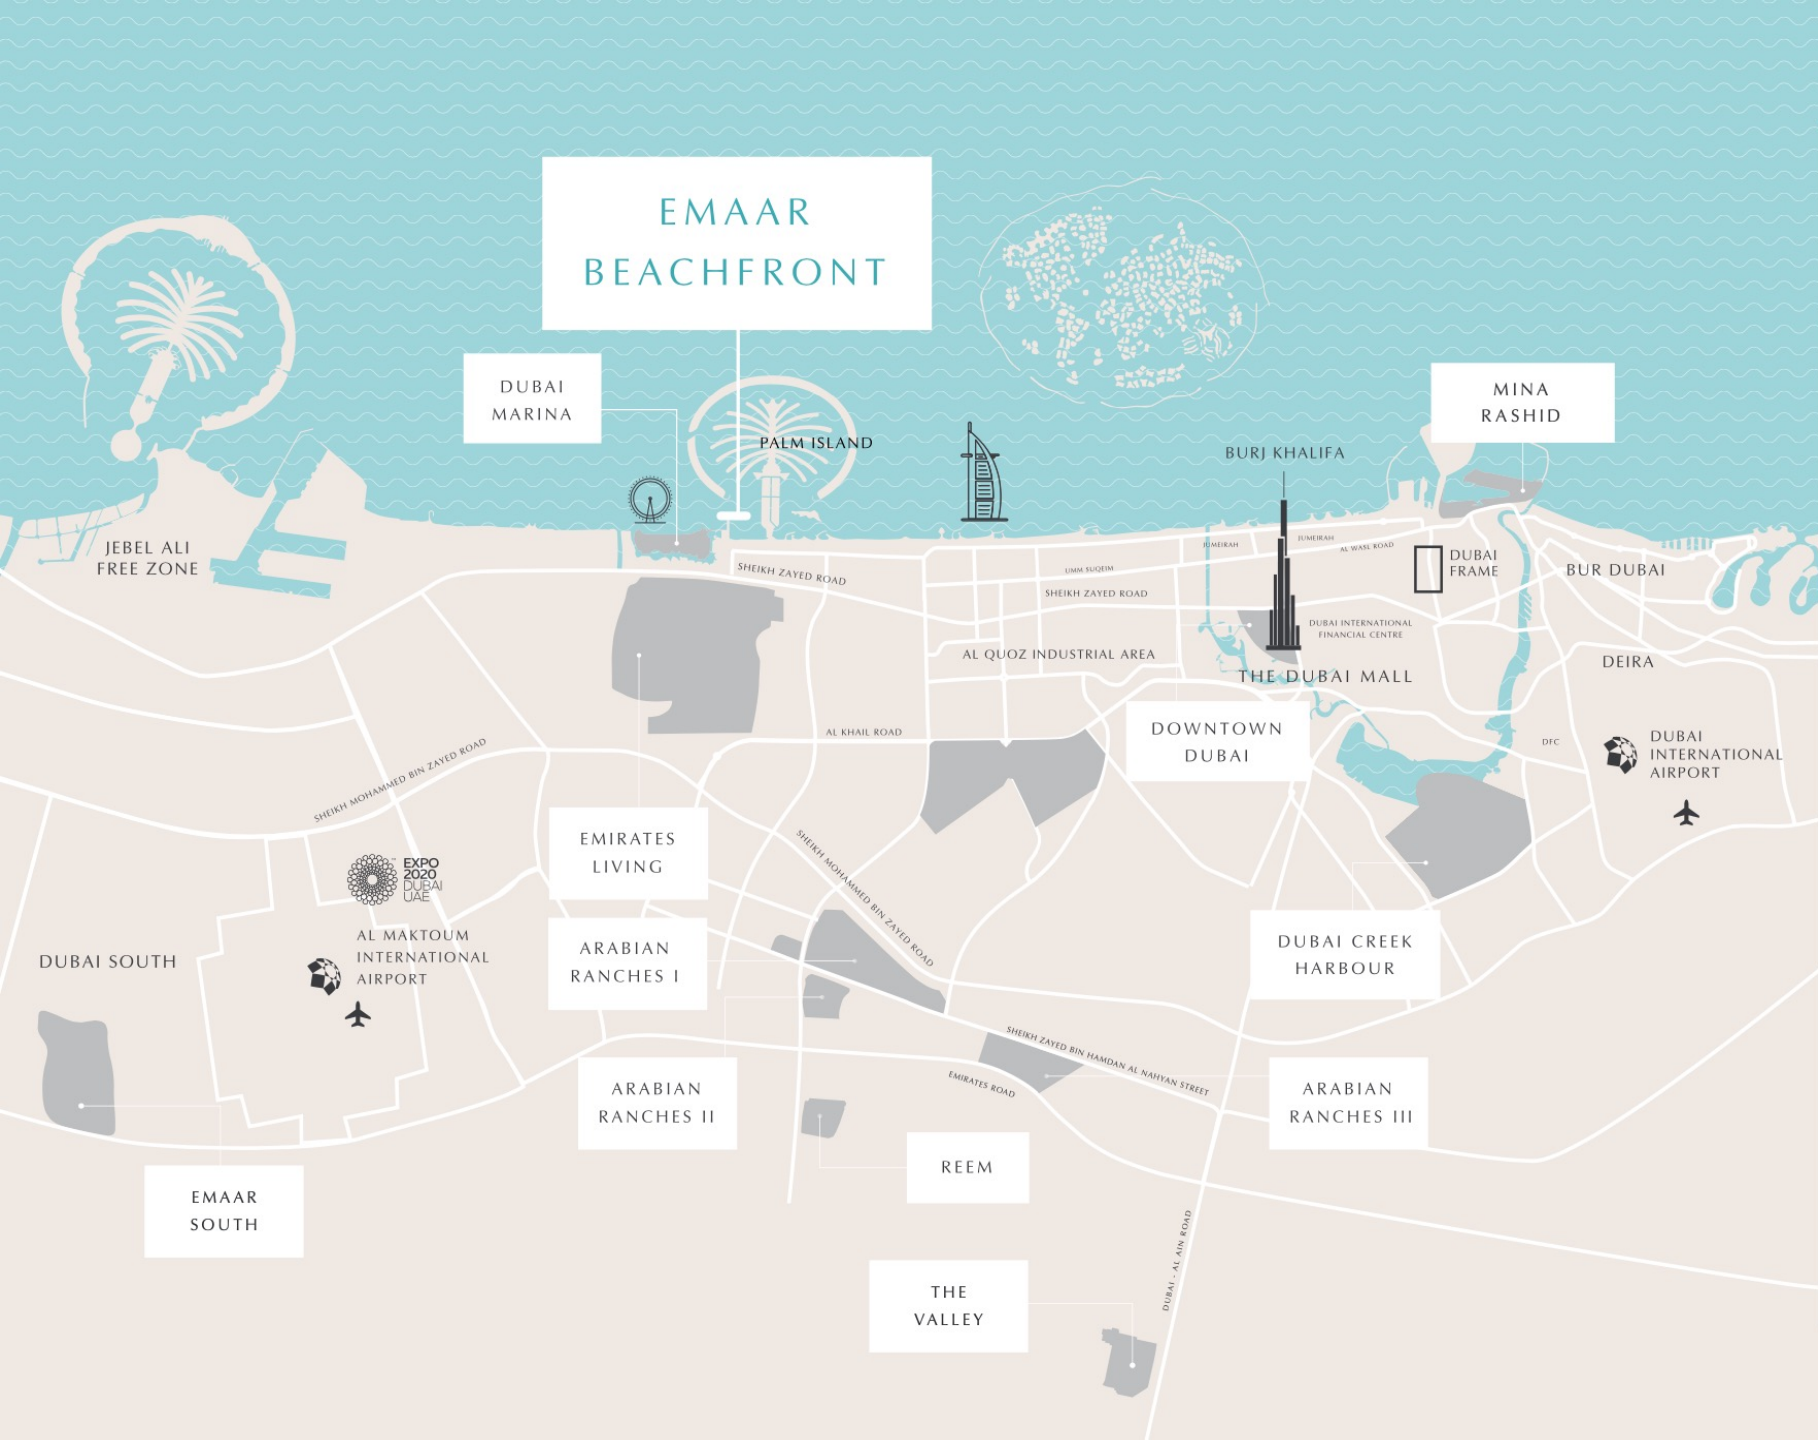 EMAAR
BEACHFRONT
DUBAI
MARINA
PALM ISLAND
MINA
RASHID
BURJ KHALIFA
JEBEL ALI
FREE ZONE
SHEIKH ZAYED ROAD
UMM SUQEIM
SHEIKH ZAYED ROAD
JUMEIRAH
JUMEIRAH
AL WASL ROAD
DUBAI
FRAME
BUR DUBAI
DUBAI INTERNATIONAL
FINANCIAL CENTRE
AL QUOZ INDUSTRIAL AREA
THE DUBAI MALL
DEIRA
DOWNTOWN
DUBAI
AL KHAIL ROAD
DFC
DUBAI
INTERNATIONAL
AIRPORT
SHEIKH MOHAMMED BIN ZAYED ROAD
EMIRATES
LIVING
SHEIKH MOHAMMED BIN ZAYED ROAD
EXPO
2020
DUBAI
UAE
AL MAKTOUM
INTERNATIONAL
AIRPORT
DUBAI SOUTH
ARABIAN
RANCHES I
DUBAI CREEK
HARBOUR
SHEIKH ZAYED BIN HAMDAN AL NAHYAN STREET
EMIRATES ROAD
ARABIAN
RANCHES II
ARABIAN
RANCHES III
REEM
EMAAR
SOUTH
DUBAI - AL AIN ROAD
THE
VALLEY